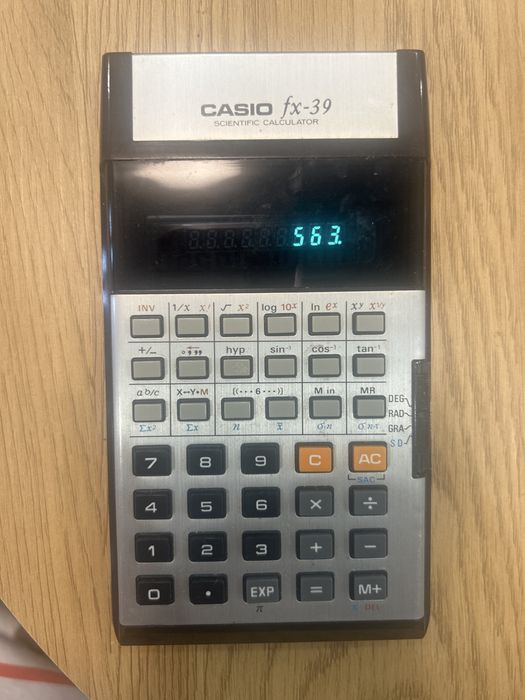 CASIO fx-39
SCIENTIFIC CALCULATOR
563.
INV 1/x x! √ x² log 10ˣ ln eˣ xʸ x¹/ʸ
+/− °,,, hyp sin⁻¹ cos⁻¹ tan⁻¹
a b/c X↔Y•M [(···6···)] M in MR
Σx² Σx n x̄ σn σn-1
DEG
RAD
GRA
S D
7 8 9 C AC
SAC
4 5 6 × ÷
1 2 3 + −
0 • EXP = M+
π x DEL